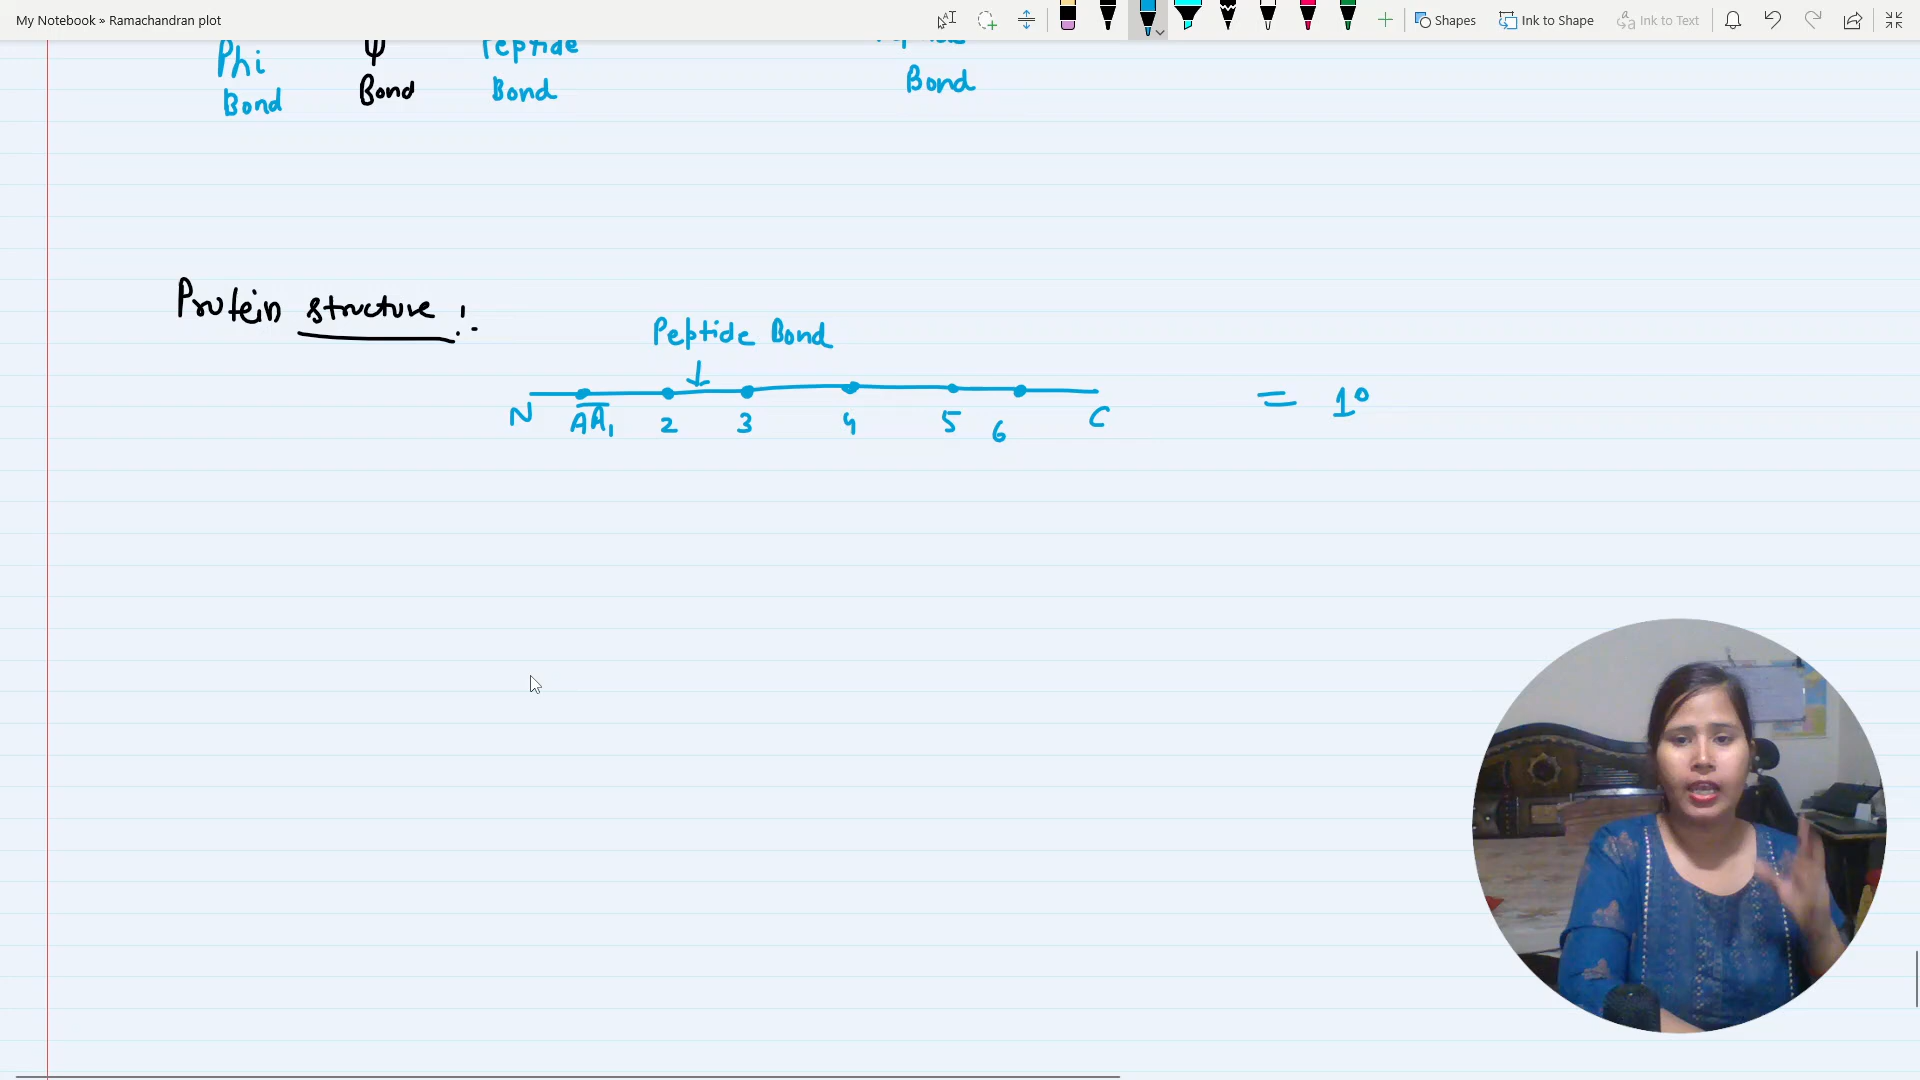 My Notebook » Ramachandran plot
Shapes
Ink to Shape
Ink to Text
Phi
Bond
ψ
Bond
Peptide
Bond
Bond
Protein structure :-
Peptide Bond
N AA1 2 3 4 5 6 C = 1°